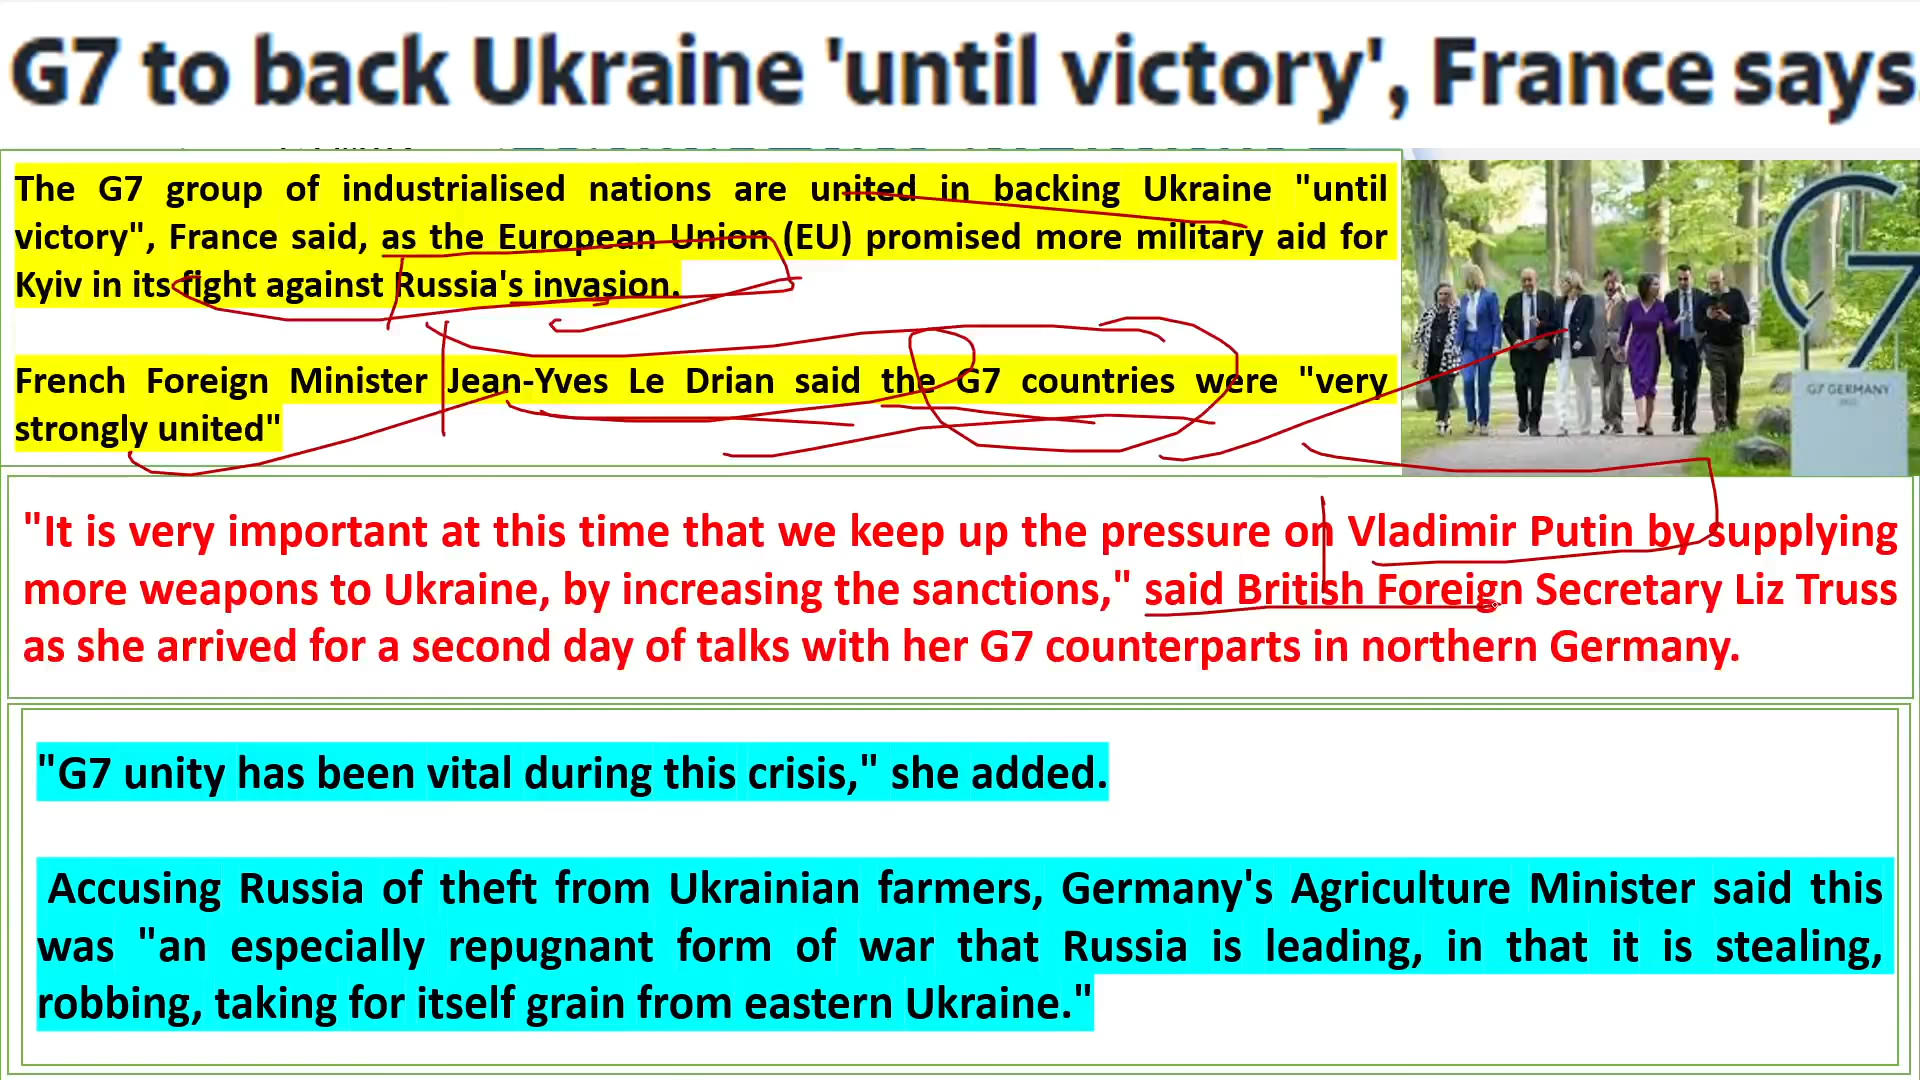 G7 to back Ukraine 'until victory', France says
The G7 group of industrialised nations are united in backing Ukraine "until
victory", France said, as the European Union (EU) promised more military aid for
Kyiv in its fight against Russia's invasion.
French Foreign Minister Jean-Yves Le Drian said the G7 countries were "very
strongly united"
G7 GERMANY
"It is very important at this time that we keep up the pressure on Vladimir Putin by supplying
more weapons to Ukraine, by increasing the sanctions," said British Foreign Secretary Liz Truss
as she arrived for a second day of talks with her G7 counterparts in northern Germany.
"G7 unity has been vital during this crisis," she added.
Accusing Russia of theft from Ukrainian farmers, Germany's Agriculture Minister said this
was "an especially repugnant form of war that Russia is leading, in that it is stealing,
robbing, taking for itself grain from eastern Ukraine."